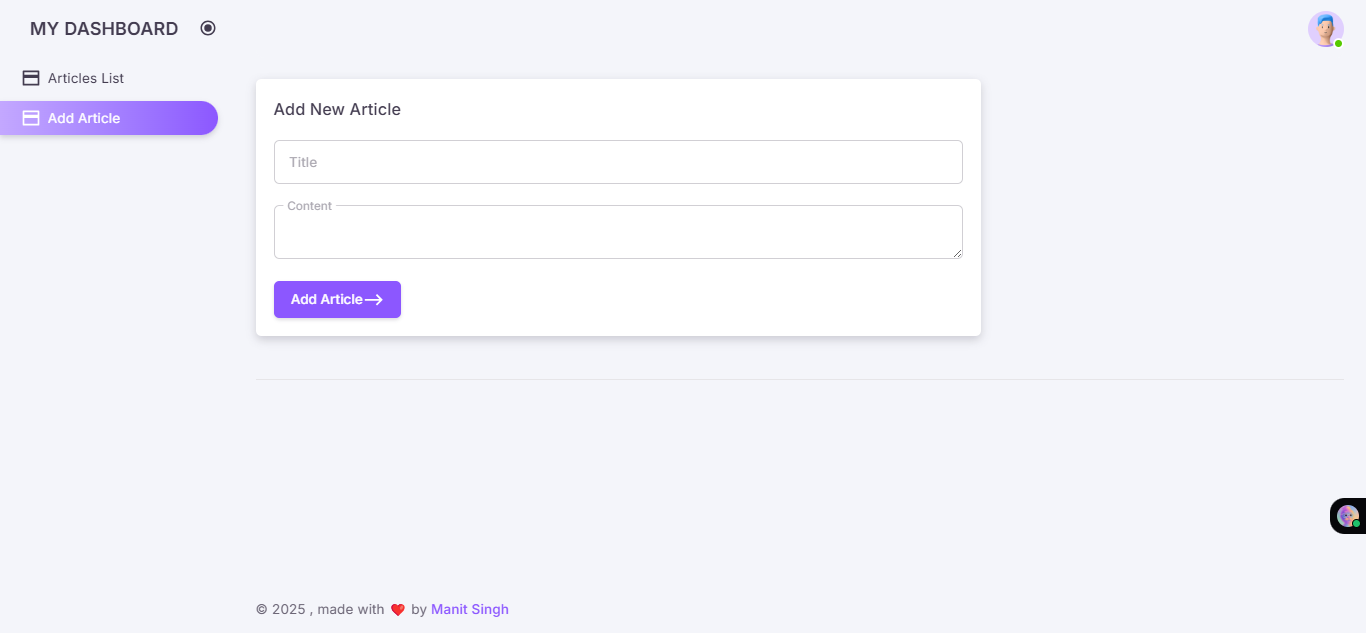 MY DASHBOARD
Articles List
Add Article
Add New Article
Title
Content
Add Article
© 2025 , made with ❤️ by Manit Singh